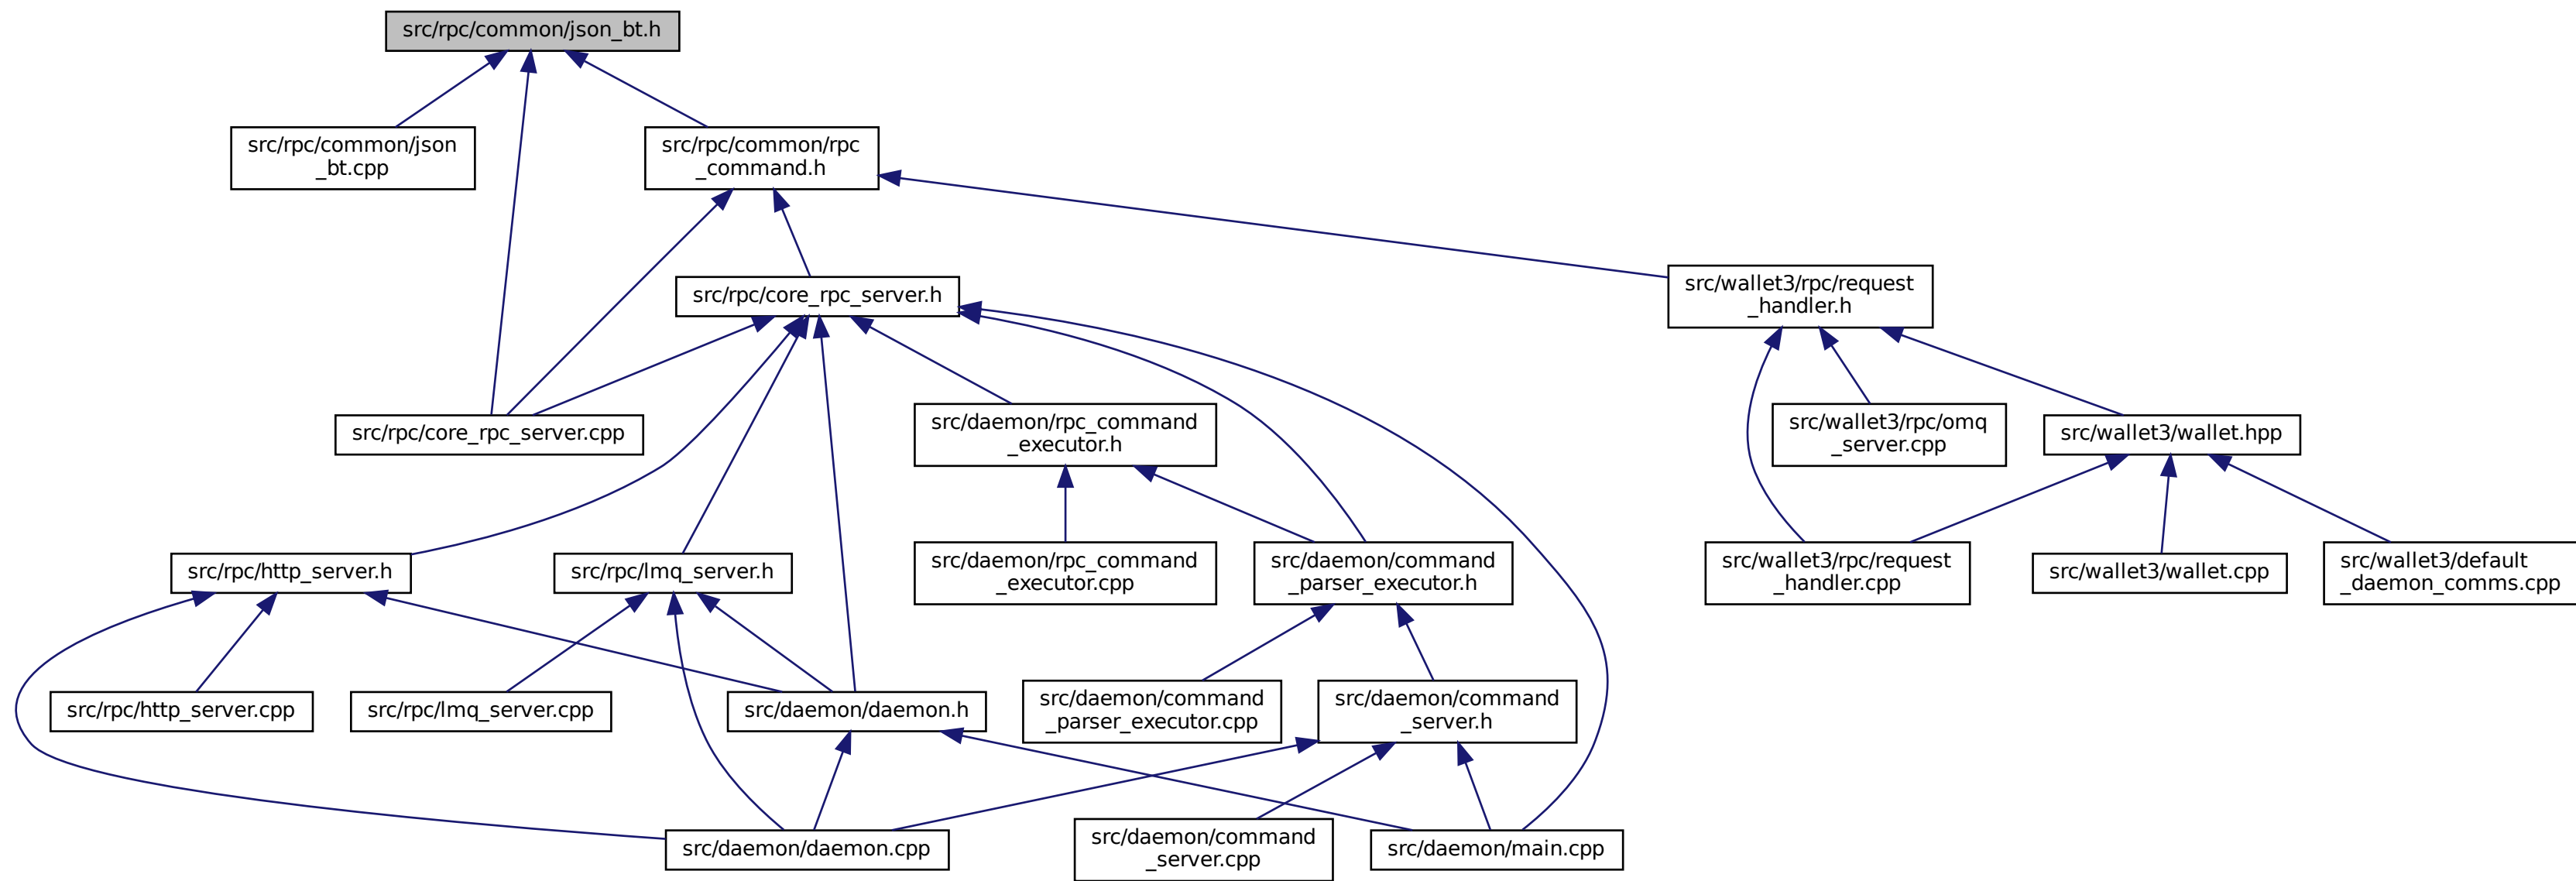 src/rpc/common/json_bt.h
src/rpc/common/json
_bt.cpp
src/rpc/common/rpc
_command.h
src/rpc/core_rpc_server.h
src/wallet3/rpc/request
_handler.h
src/rpc/core_rpc_server.cpp
src/daemon/rpc_command
_executor.h
src/wallet3/rpc/omq
_server.cpp
src/wallet3/wallet.hpp
src/rpc/http_server.h
src/rpc/lmq_server.h
src/daemon/rpc_command
_executor.cpp
src/daemon/command
_parser_executor.h
src/wallet3/rpc/request
_handler.cpp
src/wallet3/wallet.cpp
src/wallet3/default
_daemon_comms.cpp
src/rpc/http_server.cpp
src/rpc/lmq_server.cpp
src/daemon/daemon.h
src/daemon/command
_parser_executor.cpp
src/daemon/command
_server.h
src/daemon/daemon.cpp
src/daemon/command
_server.cpp
src/daemon/main.cpp